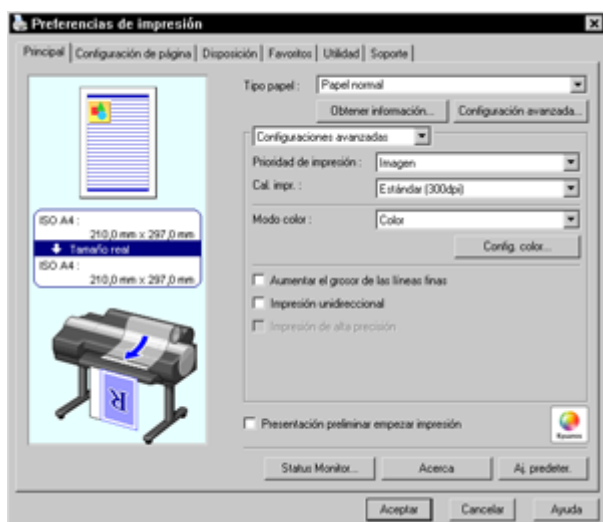 Preferencias de impresión
Principal Configuración de página Disposición Favoritos Utilidad Soporte
Tipo papel : Papel normal
Obtener información... Configuración avanzada...
Configuraciones avanzadas
Prioridad de impresión : Imagen
Cal. impr. : Estándar (300dpi)
Modo color : Color
Config. color...
ISO A4 :
210,0 mm x 297,0 mm
Tamaño real
ISO A4 :
210,0 mm x 297,0 mm
Aumentar el grosor de las líneas finas
Impresión unidireccional
Impresión de alta precisión
R
Presentación preliminar empezar impresión
Status Monitor... Acerca Aj. predeter.
Aceptar Cancelar Ayuda